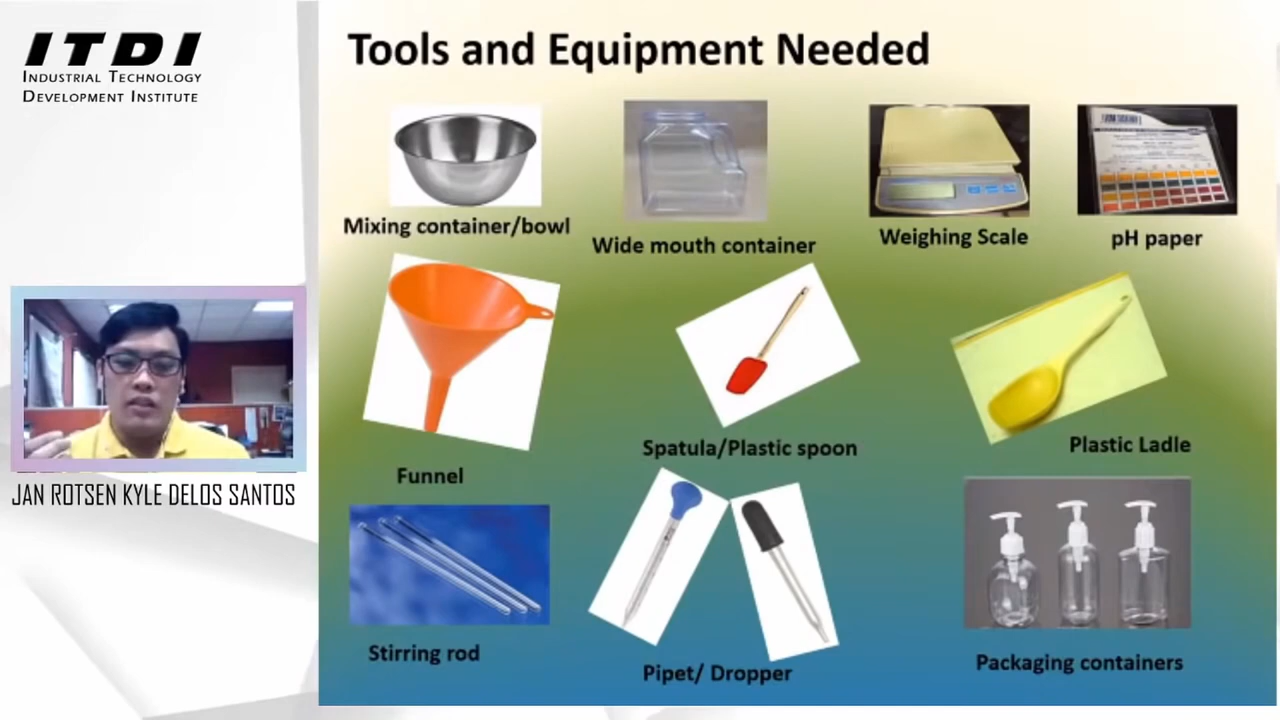 ITDI
INDUSTRIAL TECHNOLOGY
DEVELOPMENT INSTITUTE
JAN ROTSEN KYLE DELOS SANTOS
Tools and Equipment Needed
Mixing container/bowl
Wide mouth container
Weighing Scale
pH paper
Funnel
Spatula/Plastic spoon
Plastic Ladle
Stirring rod
Pipet/ Dropper
Packaging containers